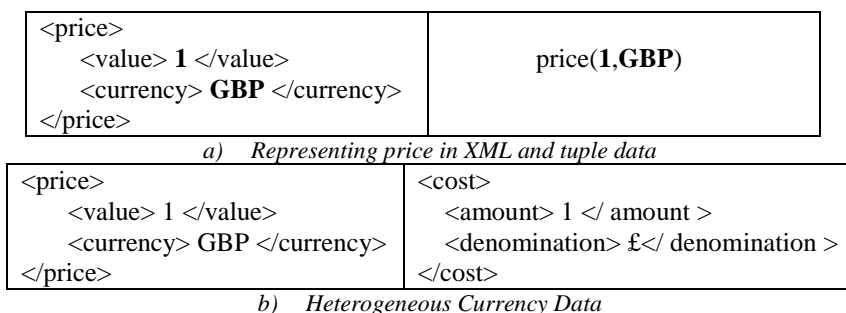 <price>
<value> 1 </value>
<currency> GBP </currency>
</price>
price(1,GBP)
a) Representing price in XML and tuple data
<price>
<value> 1 </value>
<currency> GBP </currency>
</price>
<cost>
<amount> 1 </ amount >
<denomination> £</ denomination >
</cost>
b) Heterogeneous Currency Data